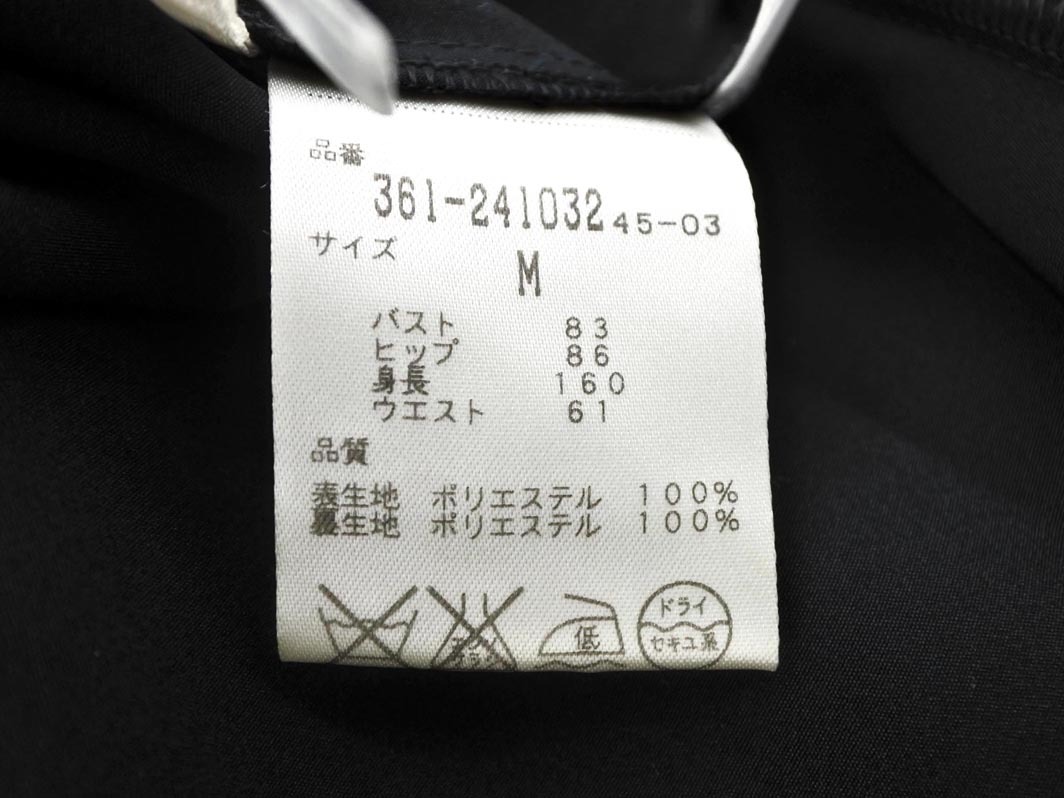 品番
361-241032 45-03
サイズ
M
バスト 83
ヒップ 86
身長 160
ウエスト 61
品質
表生地 ポリエステル 100%
裏生地 ポリエステル 100%
低
ドライ
セキユ系